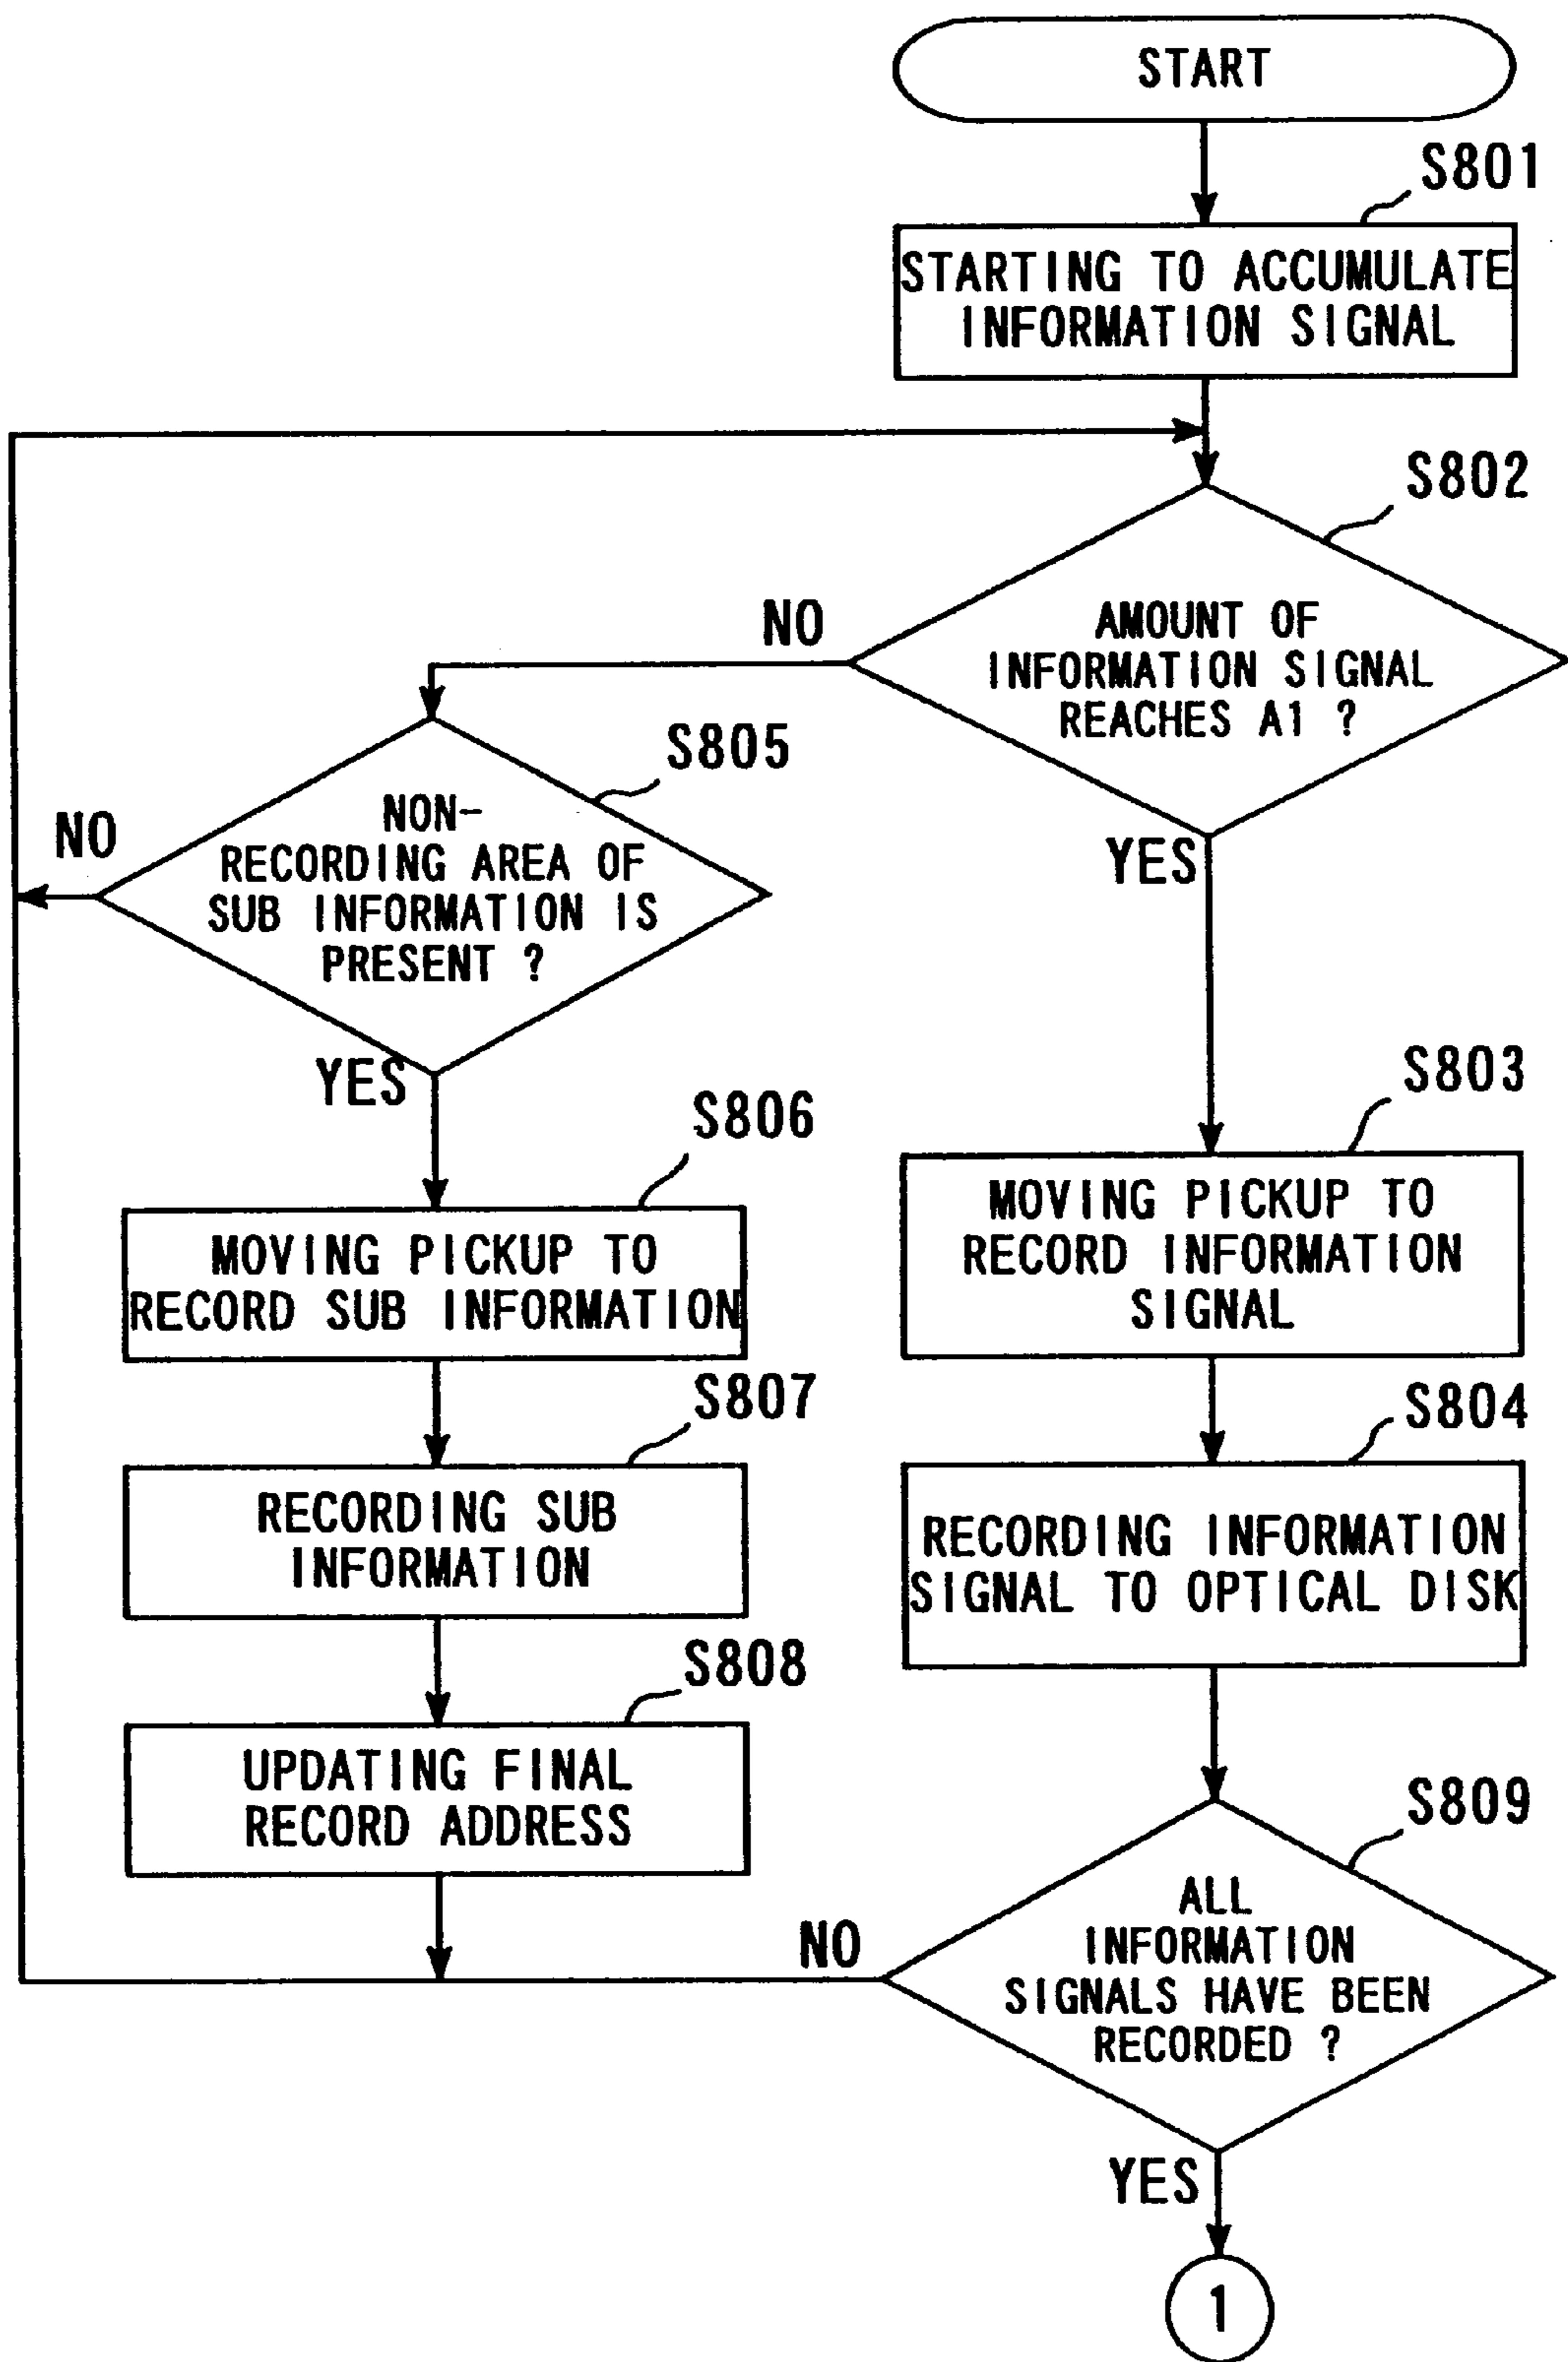 START
S801
STARTING TO ACCUMULATE
INFORMATION SIGNAL
S802
AMOUNT OF
INFORMATION SIGNAL
REACHES A1 ?
NO
YES
S805
NON-
RECORDING AREA OF
SUB INFORMATION IS
PRESENT ?
NO
YES
S803
MOVING PICKUP TO
RECORD INFORMATION
SIGNAL
S806
MOVING PICKUP TO
RECORD SUB INFORMATION
S804
RECORDING INFORMATION
SIGNAL TO OPTICAL DISK
S807
RECORDING SUB
INFORMATION
S808
UPDATING FINAL
RECORD ADDRESS
S809
ALL
INFORMATION
SIGNALS HAVE BEEN
RECORDED ?
NO
YES
1